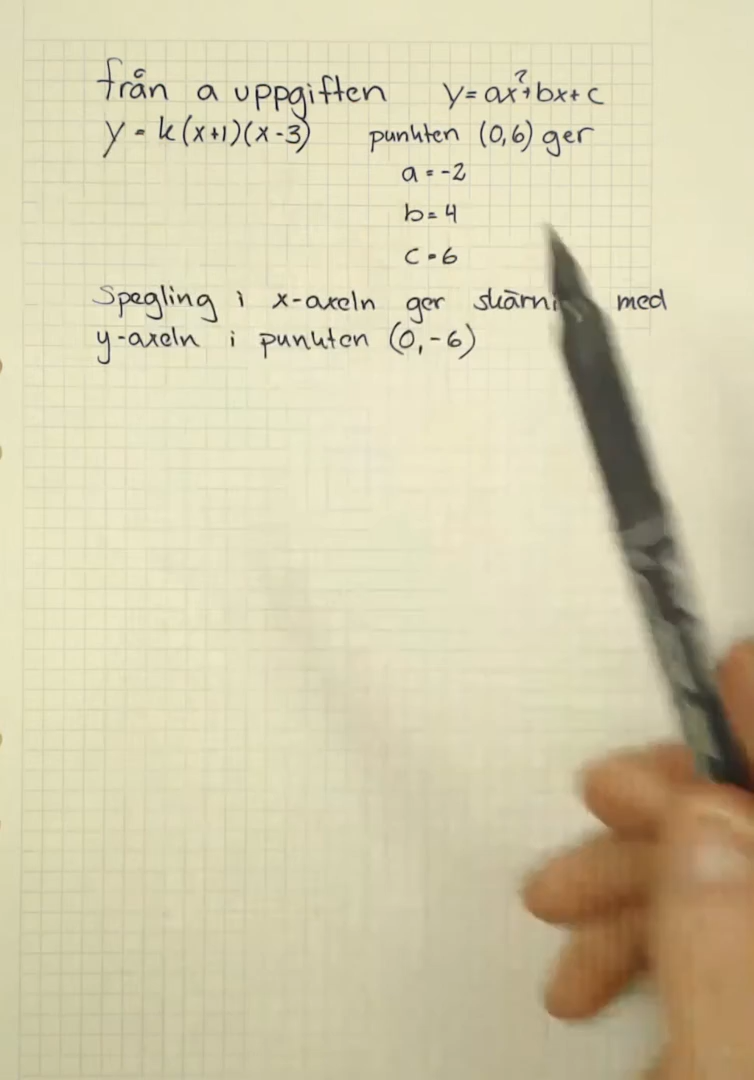 från a uppgiften y=ax²+bx+c
y = k(x+1)(x-3) punkten (0,6) ger
a = -2
b = 4
c = 6
Spegling i x-axeln ger med
y-axeln i punkten (0,-6)